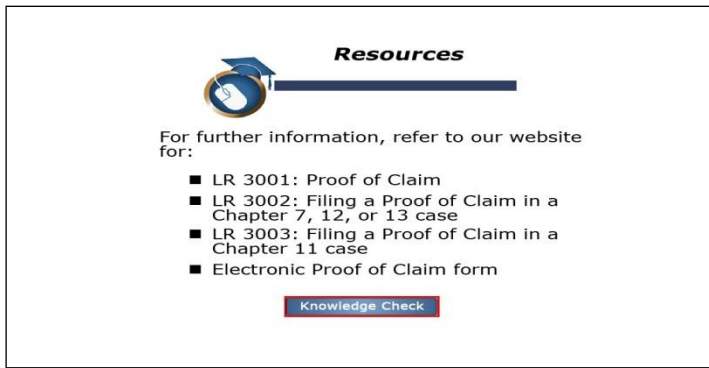 Resources
For further information, refer to our website
for:
■ LR 3001: Proof of Claim
■ LR 3002: Filing a Proof of Claim in a
Chapter 7, 12, or 13 case
■ LR 3003: Filing a Proof of Claim in a
Chapter 11 case
■ Electronic Proof of Claim form
Knowledge Check